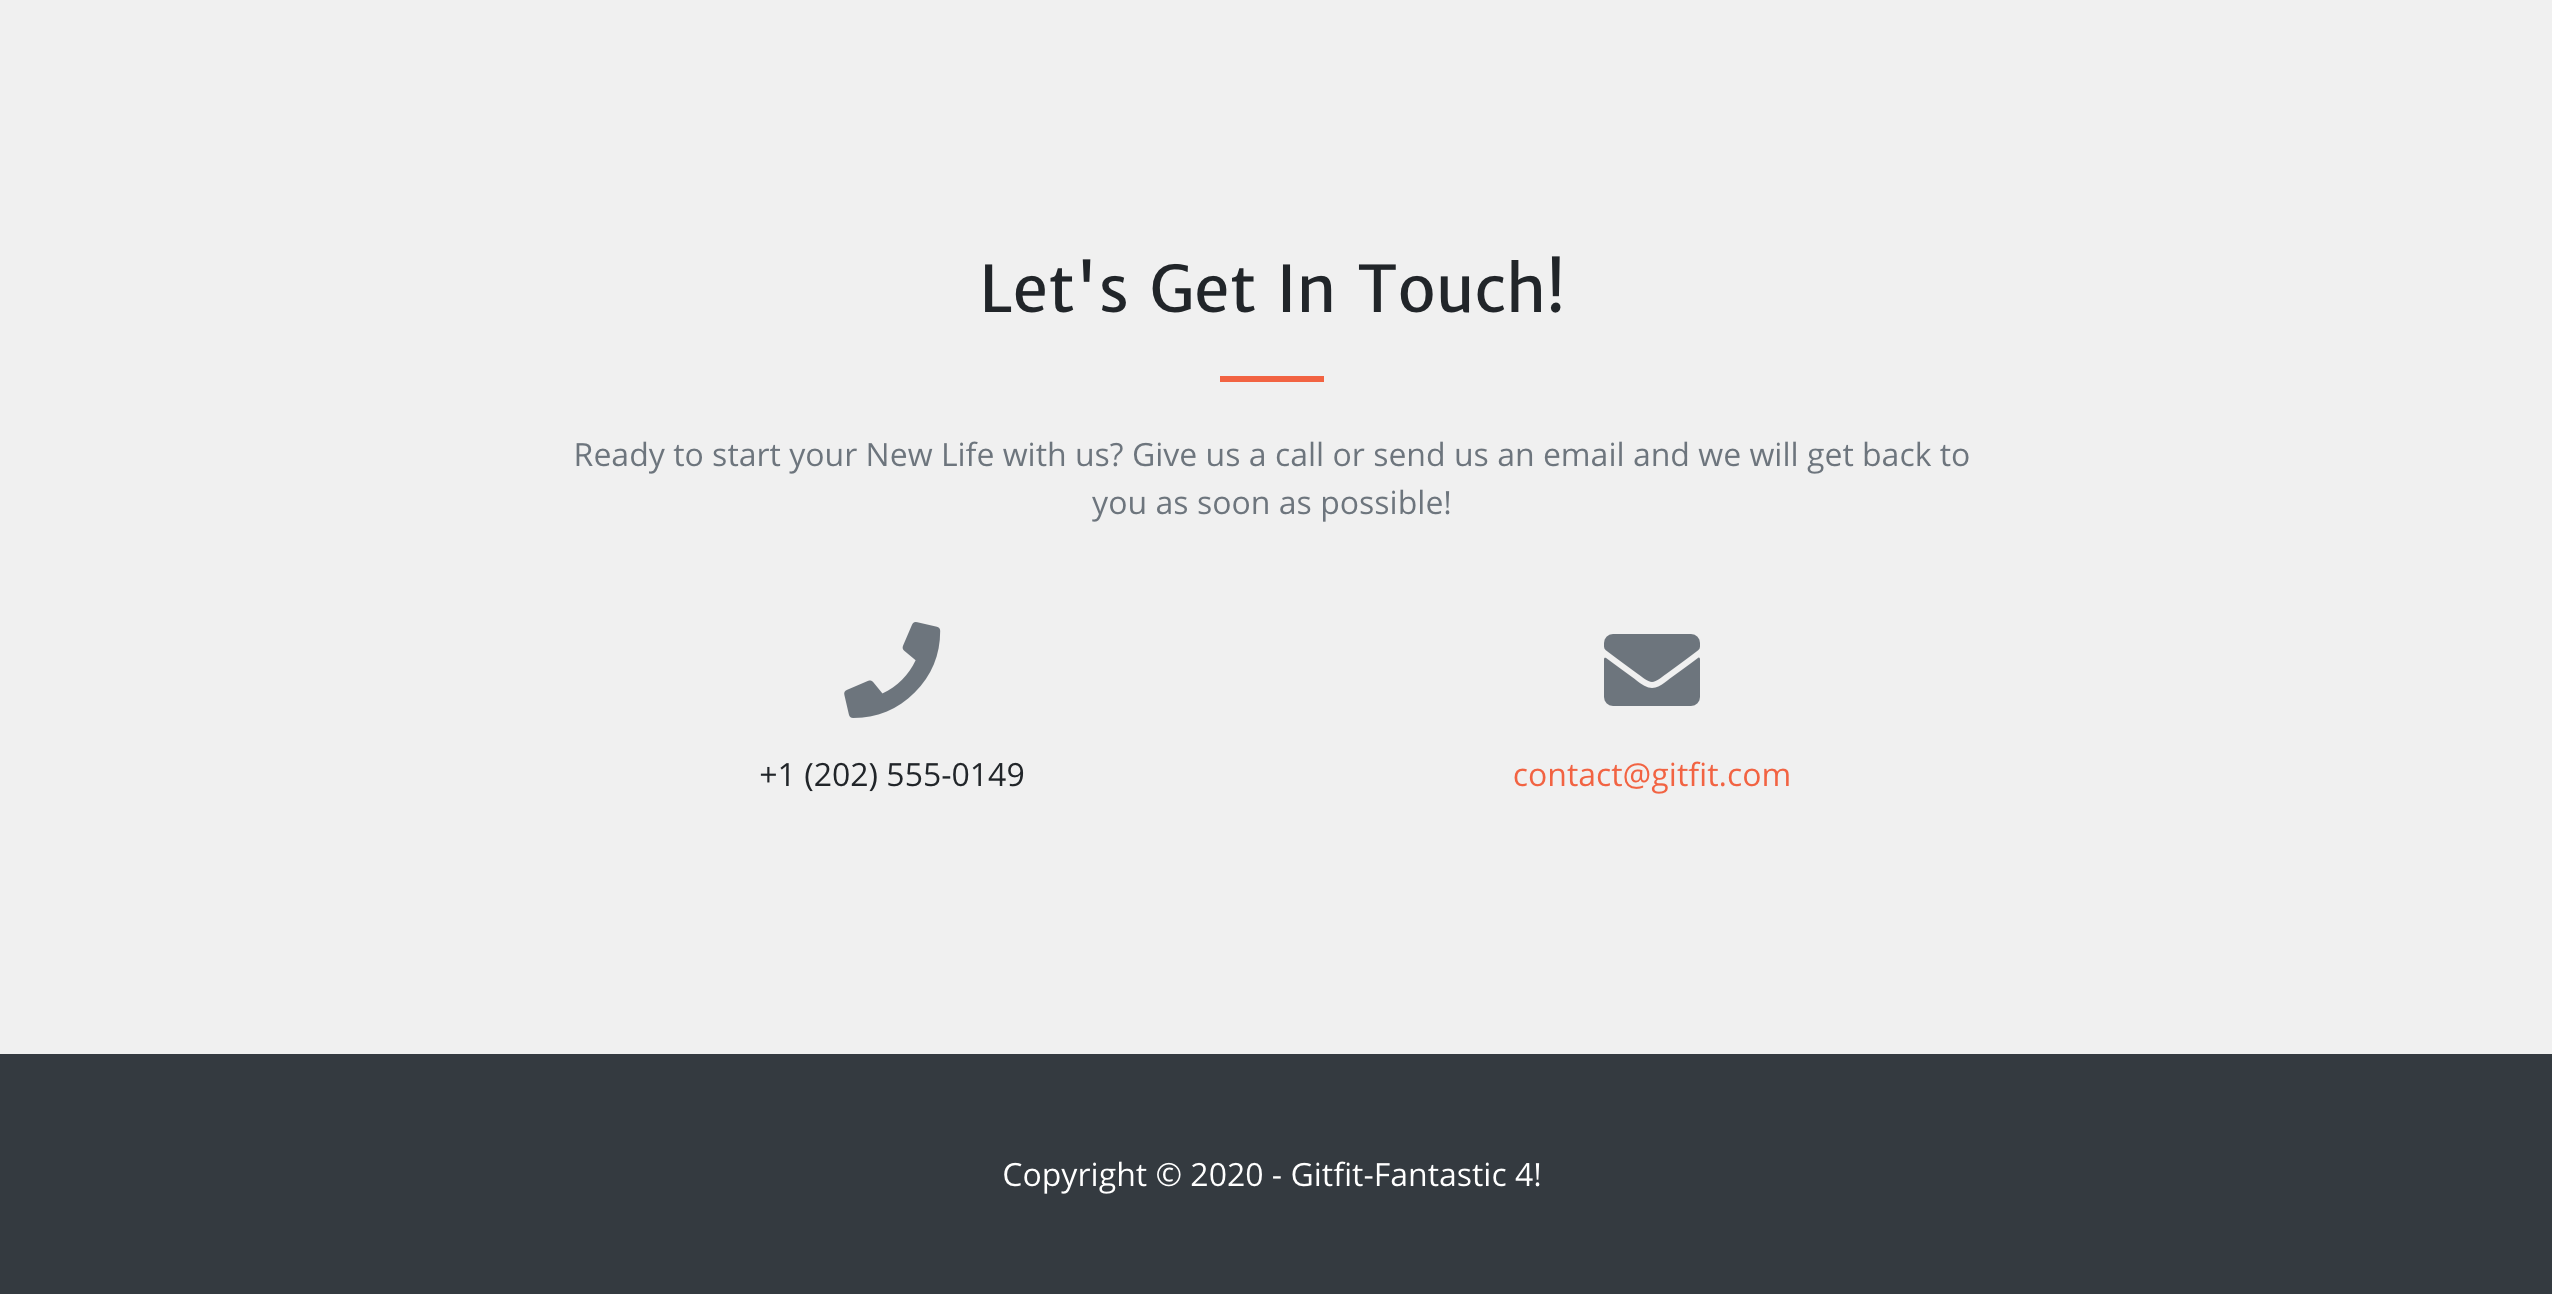 Let's Get In Touch!
Ready to start your New Life with us? Give us a call or send us an email and we will get back to
you as soon as possible!
+1 (202) 555-0149
contact@gitfit.com
Copyright © 2020 - Gitfit-Fantastic 4!